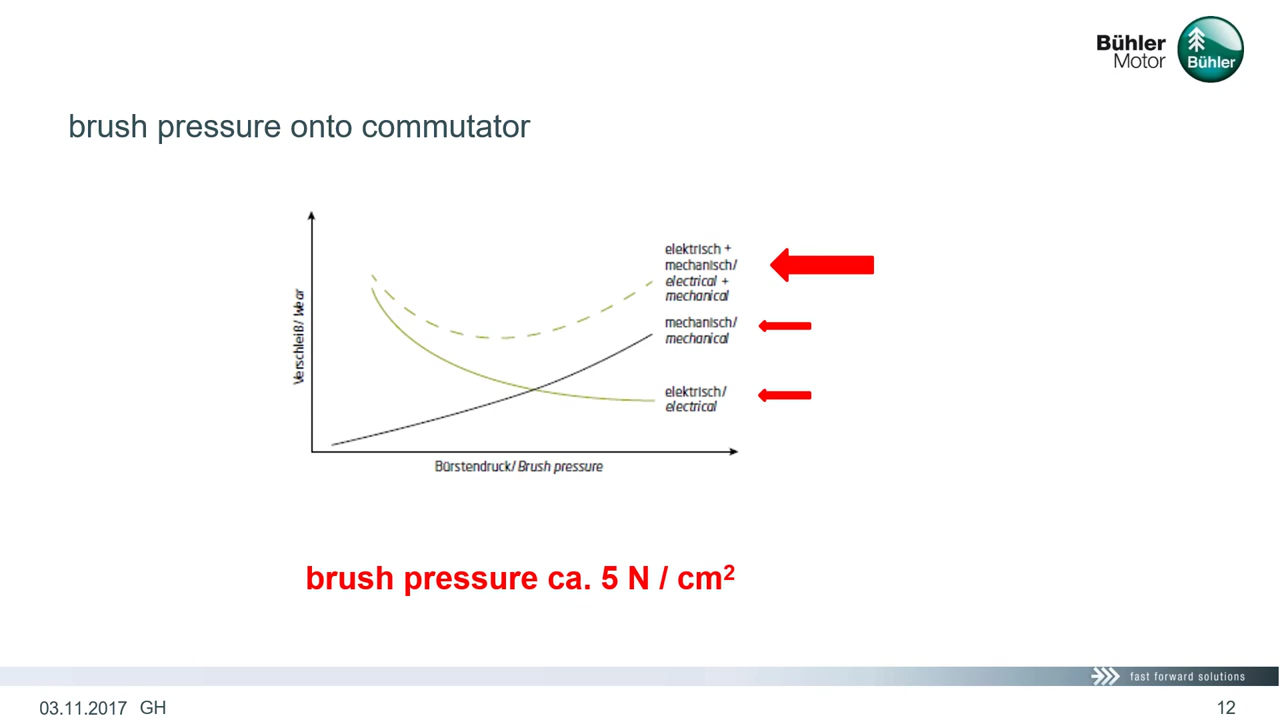 Bühler
Motor
Bühler
brush pressure onto commutator
elektrisch +
mechanisch/
electrical +
mechanical
mechanisch/
mechanical
elektrisch/
electrical
Verschleiß/ Wear
Bürstendruck/ Brush pressure
brush pressure ca. 5 N / cm²
fast forward solutions
03.11.2017 GH
12